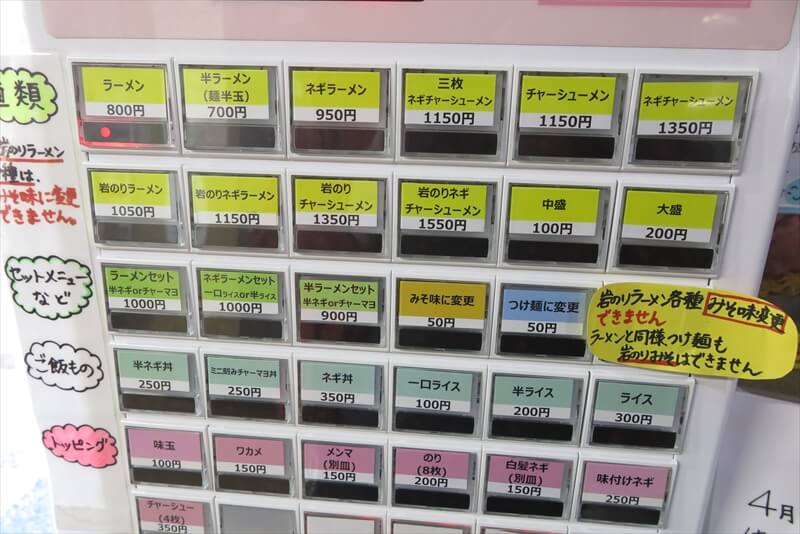 ラーメン
800円
半ラーメン
(麺半玉)
700円
ネギラーメン
950円
三枚
ネギチャーシューメン
1150円
チャーシューメン
1150円
ネギチャーシューメン
1350円
類
岩のりラーメン
種は、
みそ味に変更
できません。
岩のりラーメン
1050円
岩のりネギラーメン
1150円
岩のり
チャーシューメン
1350円
岩のりネギ
チャーシューメン
1550円
中盛
100円
大盛
200円
セットメニュー
など
ラーメンセット
半ネギorチャーマヨ
1000円
ネギラーメンセット
一口ライスor半ライス
1000円
半ラーメンセット
半ネギorチャーマヨ
900円
みそ味に変更
50円
つけ麺に変更
50円
岩のりラーメン各種みそ味変更
できません
ラーメンと同様つけ麺も
岩のりみそはできません
ご飯もの
半ネギ丼
250円
ミニ刻みチャーマヨ丼
250円
ネギ丼
350円
一口ライス
100円
半ライス
200円
ライス
300円
トッピング
味玉
100円
ワカメ
150円
メンマ
(別皿)
150円
のり
(8枚)
200円
白髪ネギ
(別皿)
150円
味付けネギ
250円
チャーシュー
(4枚)
350円
4月